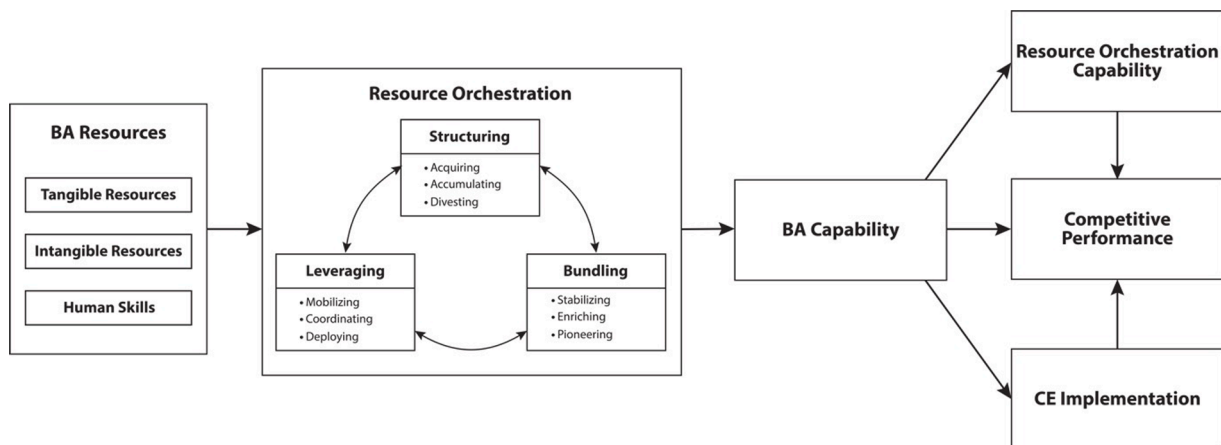 BA Resources
Tangible Resources
Intangible Resources
Human Skills
Resource Orchestration
Structuring
• Acquiring
• Accumulating
• Divesting
Leveraging
• Mobilizing
• Coordinating
• Deploying
Bundling
• Stabilizing
• Enriching
• Pioneering
BA Capability
Resource Orchestration
Capability
Competitive
Performance
CE Implementation